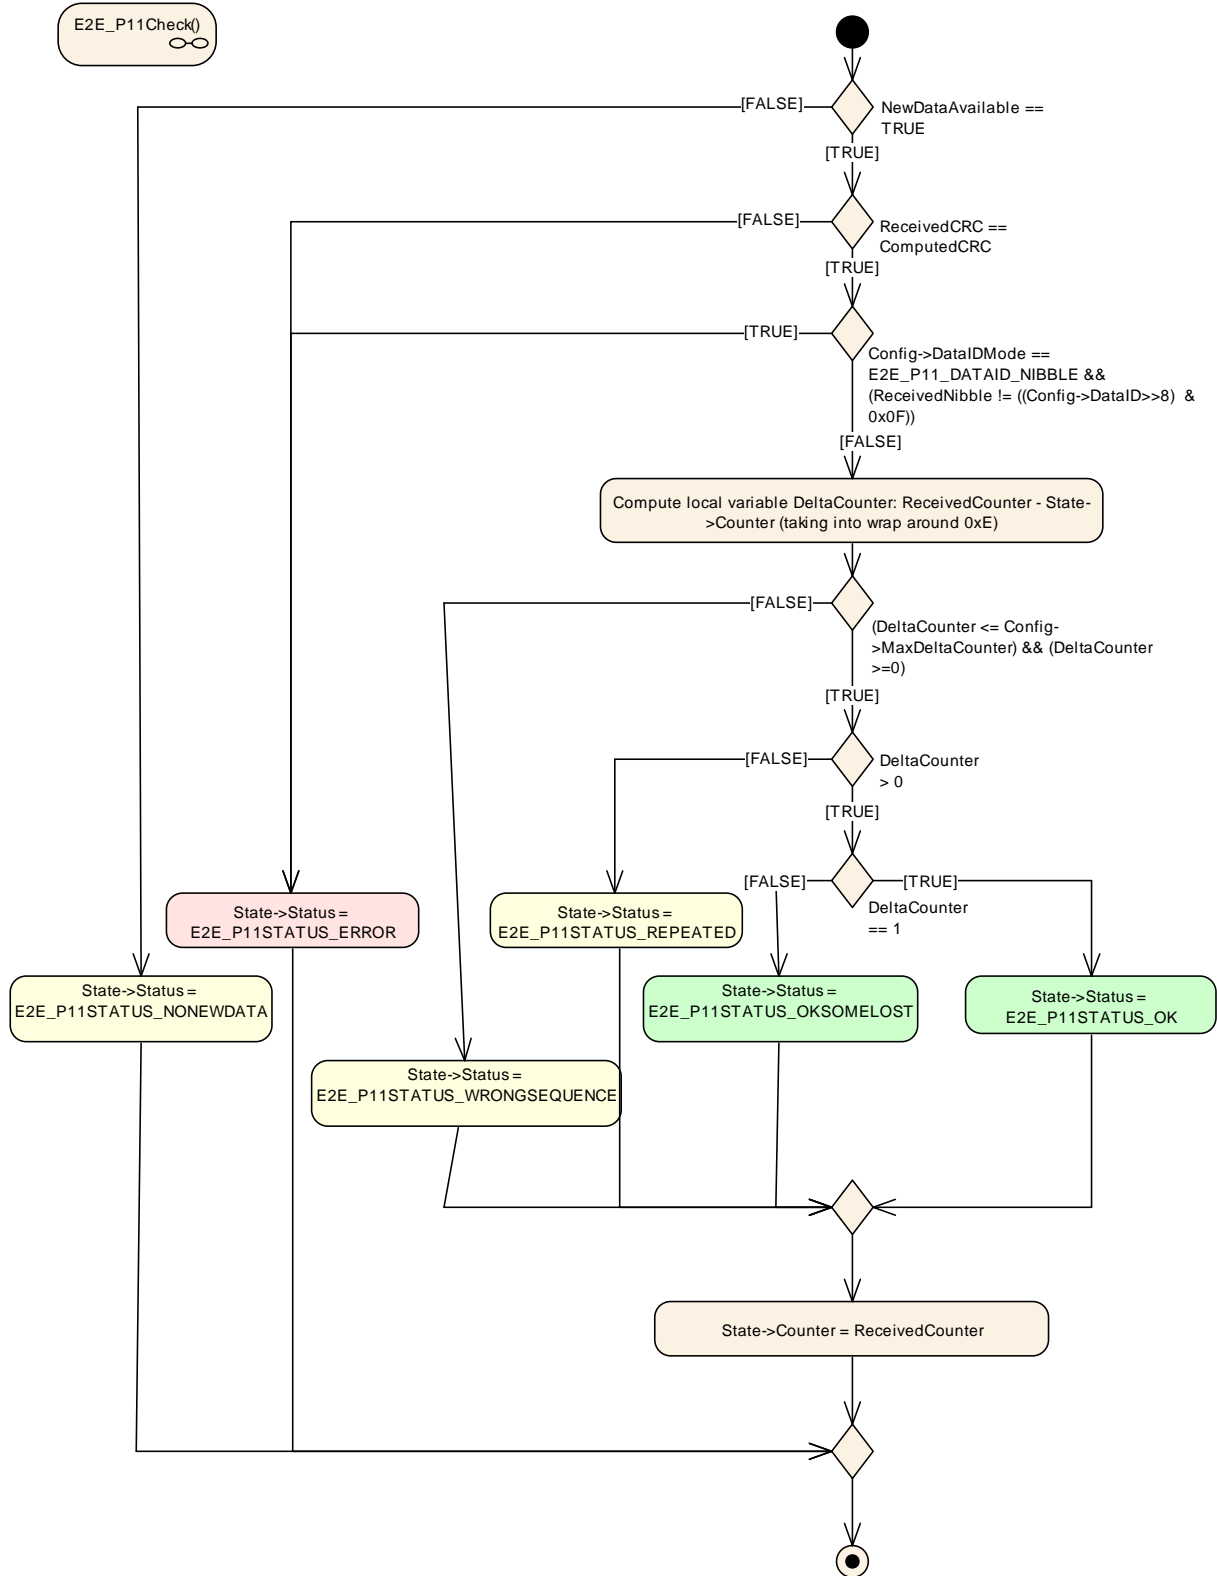 E2E_P11Check()
[FALSE]
NewDataAvailable ==
TRUE
[TRUE]
[FALSE]
ReceivedCRC ==
ComputedCRC
[TRUE]
[TRUE]
Config->DataIDMode ==
E2E_P11_DATAID_NIBBLE &&
(ReceivedNibble != ((Config->DataID>>8) &
0x0F))
[FALSE]
Compute local variable DeltaCounter: ReceivedCounter - State-
>Counter (taking into wrap around 0xE)
[FALSE]
(DeltaCounter <= Config-
>MaxDeltaCounter) && (DeltaCounter
>=0)
[TRUE]
[FALSE]
DeltaCounter
> 0
[TRUE]
[FALSE]
[TRUE]
DeltaCounter
== 1
State->Status =
E2E_P11STATUS_ERROR
State->Status =
E2E_P11STATUS_REPEATED
State->Status =
E2E_P11STATUS_NONEWDATA
State->Status =
E2E_P11STATUS_OKSOMELOST
State->Status =
E2E_P11STATUS_OK
State->Status =
E2E_P11STATUS_WRONGSEQUENCE
State->Counter = ReceivedCounter